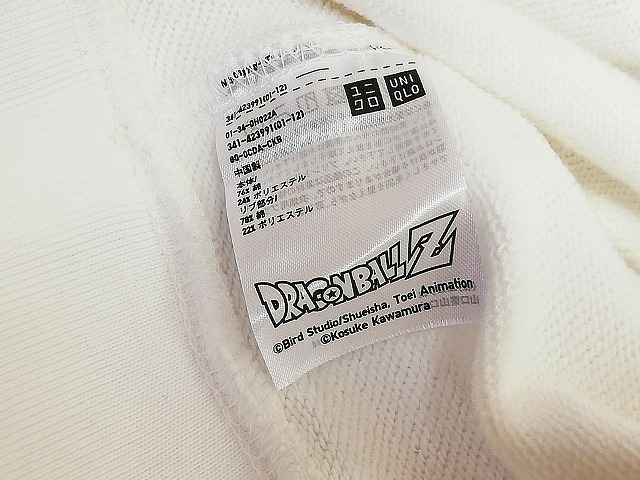 ユニ
クロ
UNI
QLO
341-423991(01-12)
01-34-0H022A
341-423991(01-12)
中国製
本体/
76% 綿
24% ポリエステル
リブ部分/
78% 綿
22% ポリエステル
DRAGONBALL Z
©Bird Studio/Shueisha, Toei Animation
©Kosuke Kawamura